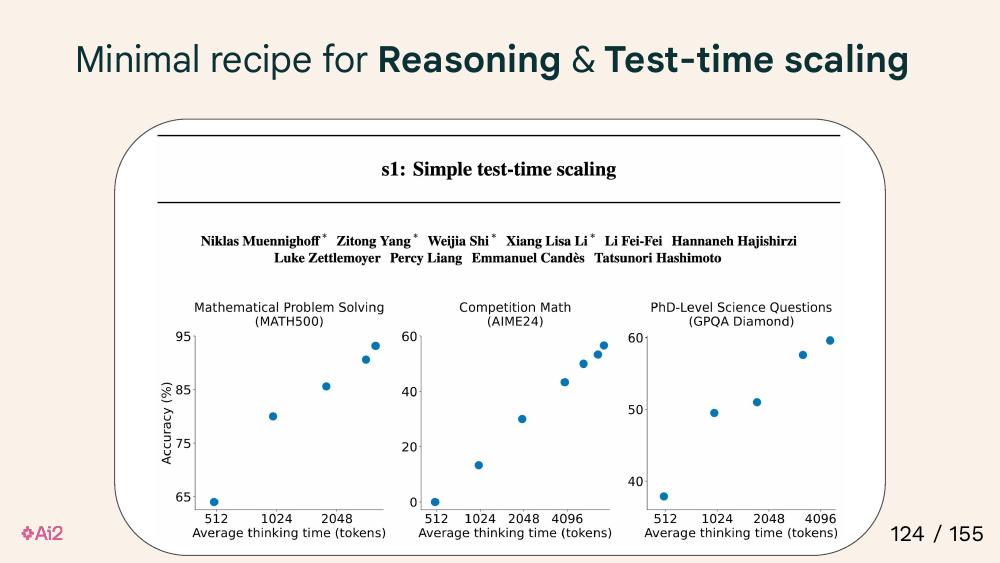 Minimal recipe for Reasoning & Test-time scaling
s1: Simple test-time scaling
Niklas Muennighoff* Zitong Yang* Weijia Shi* Xiang Lisa Li* Li Fei-Fei Hannaneh Hajishirzi
Luke Zettlemoyer Percy Liang Emmanuel Candès Tatsunori Hashimoto
Mathematical Problem Solving
(MATH500)
95
85
75
65
Accuracy (%)
512 1024 2048
Average thinking time (tokens)
Competition Math
(AIME24)
60
40
20
0
512 1024 2048 4096
Average thinking time (tokens)
PhD-Level Science Questions
(GPQA Diamond)
60
50
40
512 1024 2048 4096
Average thinking time (tokens)
Ai2
124 / 155